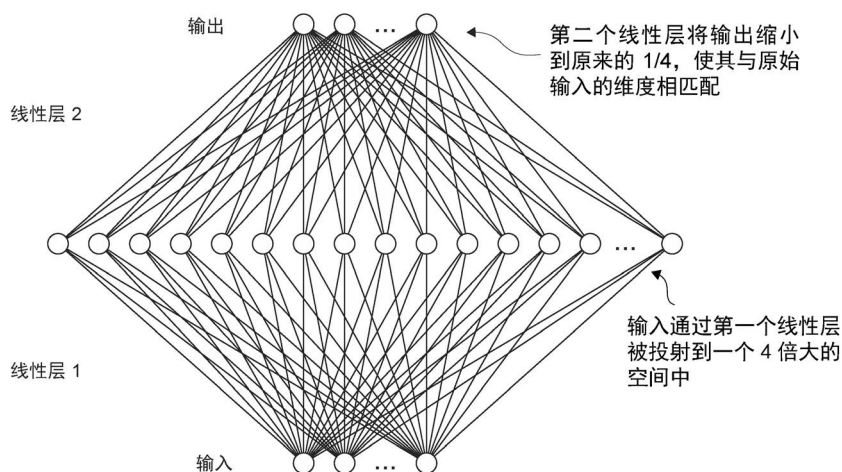 输出
...
第二个线性层将输出缩小
到原来的 1/4，使其与原始
输入的维度相匹配
线性层 2
...
输入通过第一个线性层
被投射到一个 4 倍大的
空间中
线性层 1
输入
...